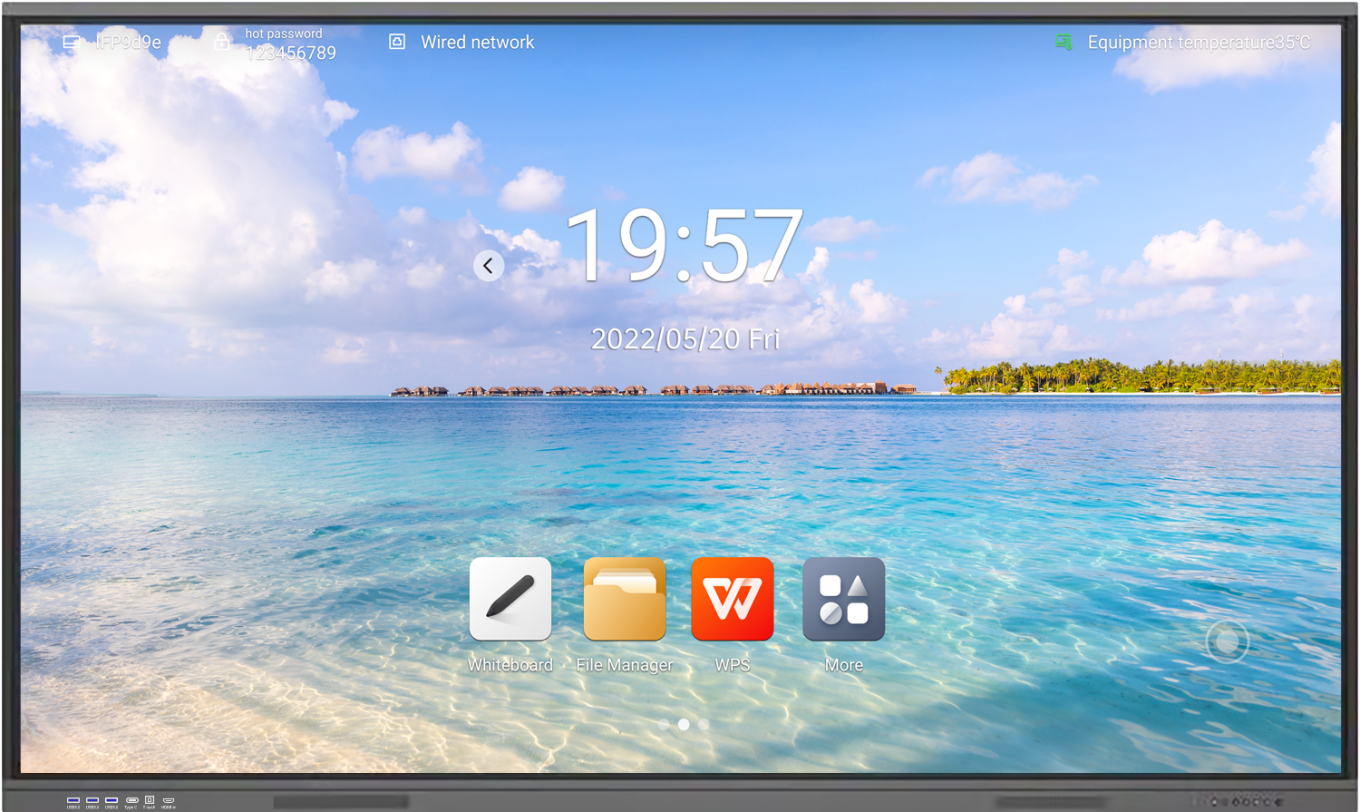 IFP9d9e
hot password
123456789
Wired network
Equipment temperature35℃
19:57
2022/05/20 Fri
Whiteboard
File Manager
WPS
More